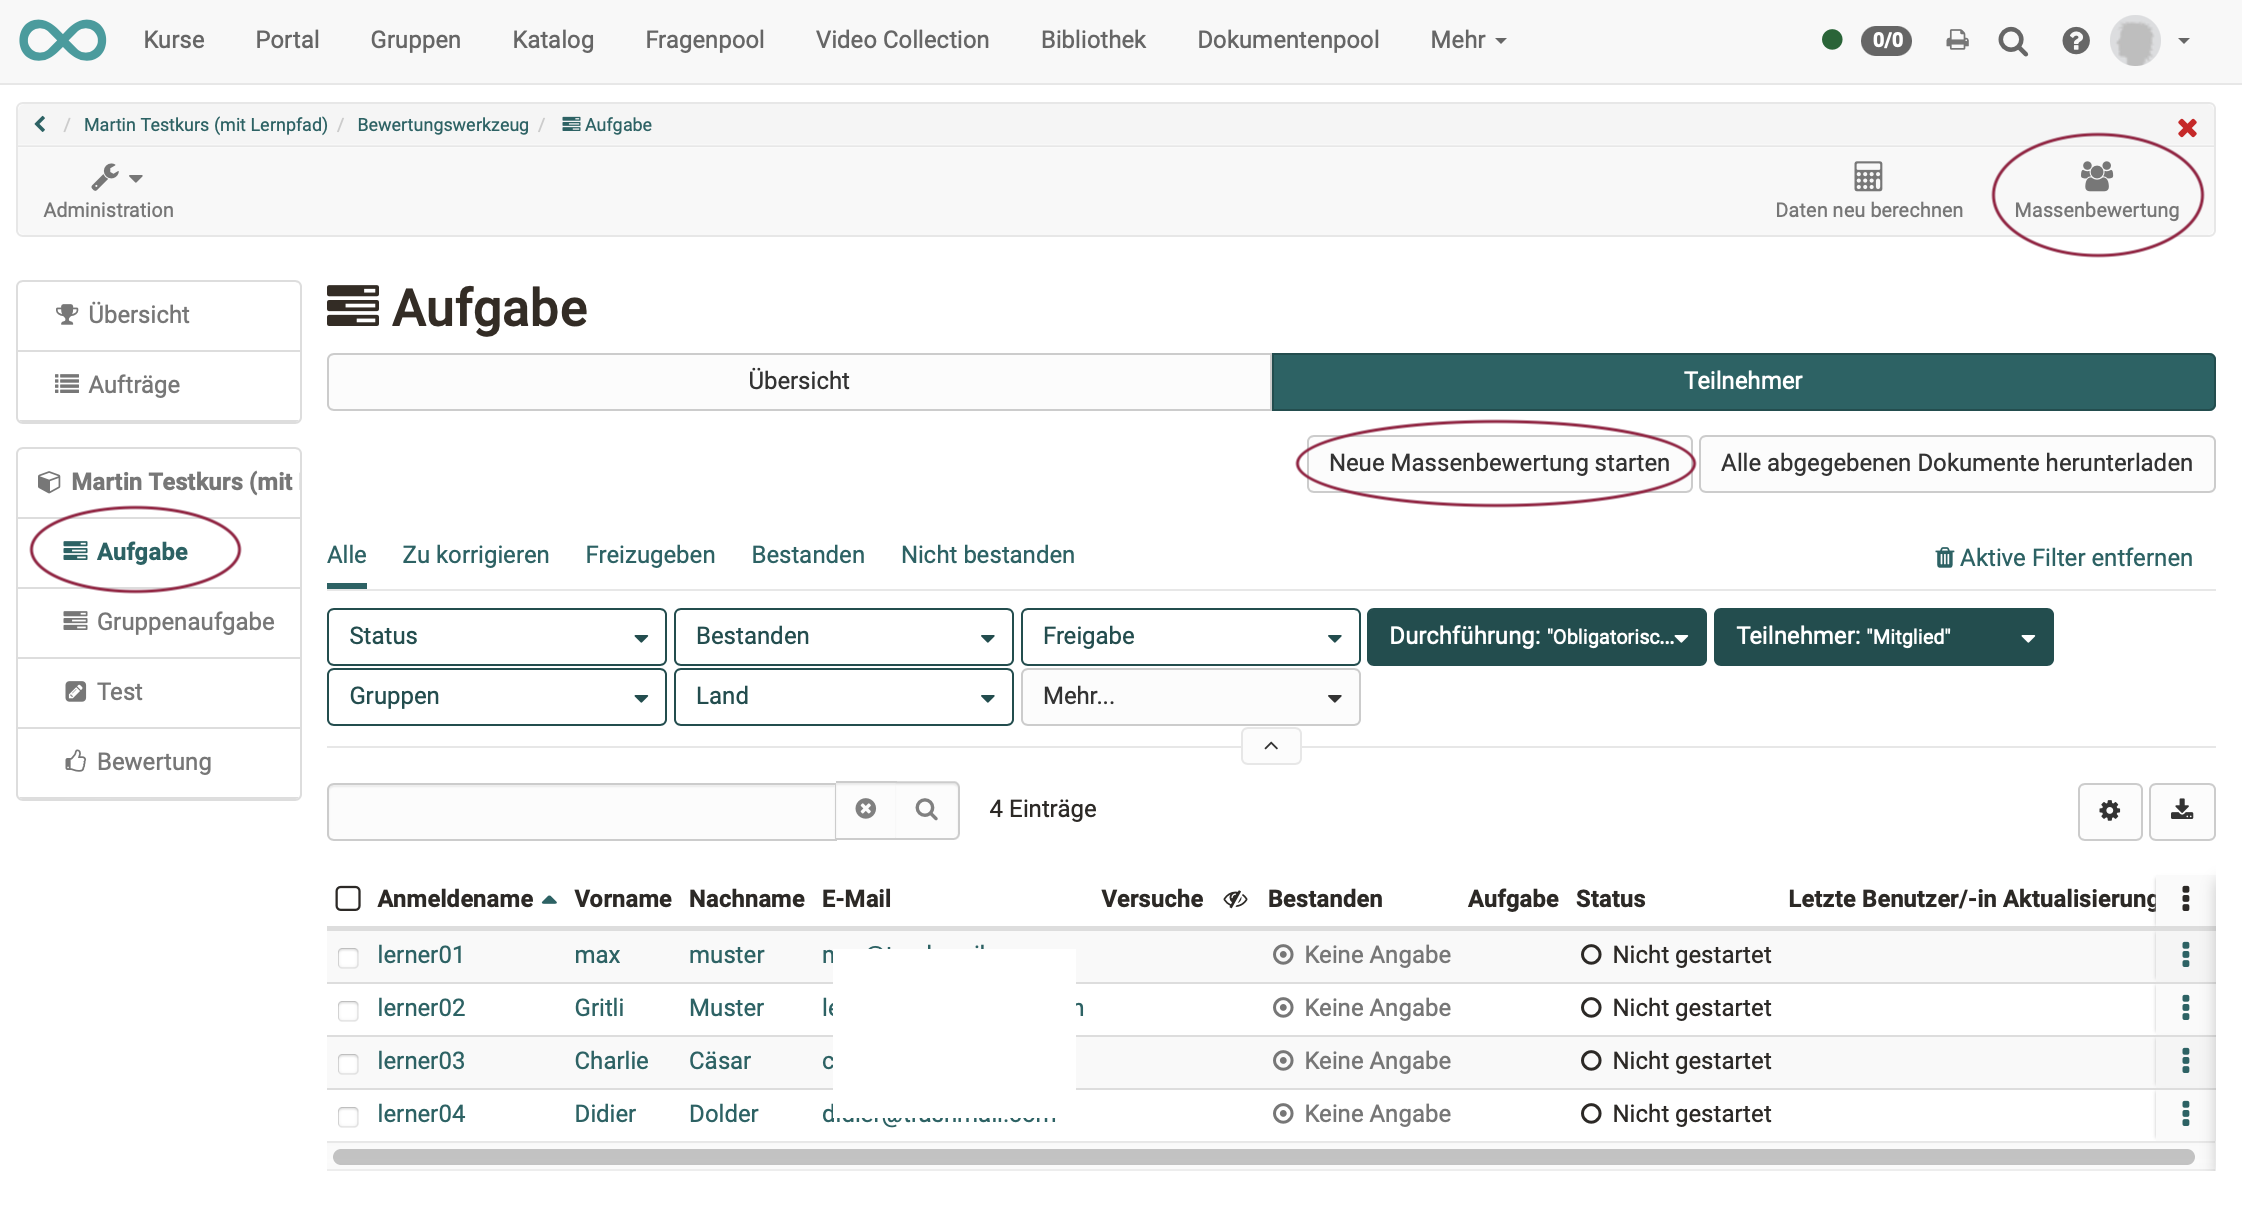 Kurse Portal Gruppen Katalog Fragenpool Video Collection Bibliothek Dokumentenpool Mehr 0/0
/ Martin Testkurs (mit Lernpfad) / Bewertungswerkzeug / Aufgabe
Administration Daten neu berechnen Massenbewertung
Übersicht
Aufträge
Martin Testkurs (mit
Aufgabe
Gruppenaufgabe
Test
Bewertung
Aufgabe
Übersicht Teilnehmer
Neue Massenbewertung starten Alle abgegebenen Dokumente herunterladen
Alle Zu korrigieren Freizugeben Bestanden Nicht bestanden Aktive Filter entfernen
Status Bestanden Freigabe Durchführung: "Obligatorisc... Teilnehmer: "Mitglied"
Gruppen Land Mehr...
4 Einträge
Anmeldename Vorname Nachname E-Mail Versuche Bestanden Aufgabe Status Letzte Benutzer/-in Aktualisierung
lerner01 max muster Keine Angabe Nicht gestartet
lerner02 Gritli Muster Keine Angabe Nicht gestartet
lerner03 Charlie Cäsar Keine Angabe Nicht gestartet
lerner04 Didier Dolder Keine Angabe Nicht gestartet